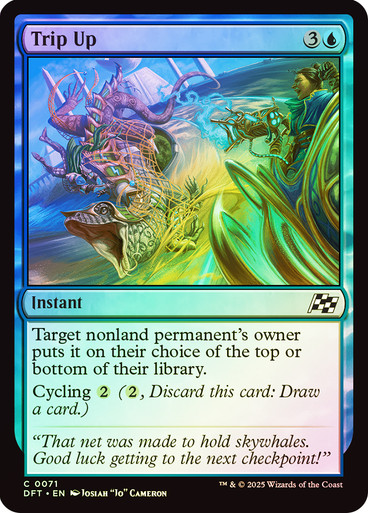 Trip Up 3
Instant
Target nonland permanent's owner
puts it on their choice of the top or
bottom of their library.
Cycling 2 (2, Discard this card: Draw
a card.)
"That net was made to hold skywhales.
Good luck getting to the next checkpoint!"
C 0071
DFT • EN Josiah "Jo" Cameron ™ & © 2025 Wizards of the Coast